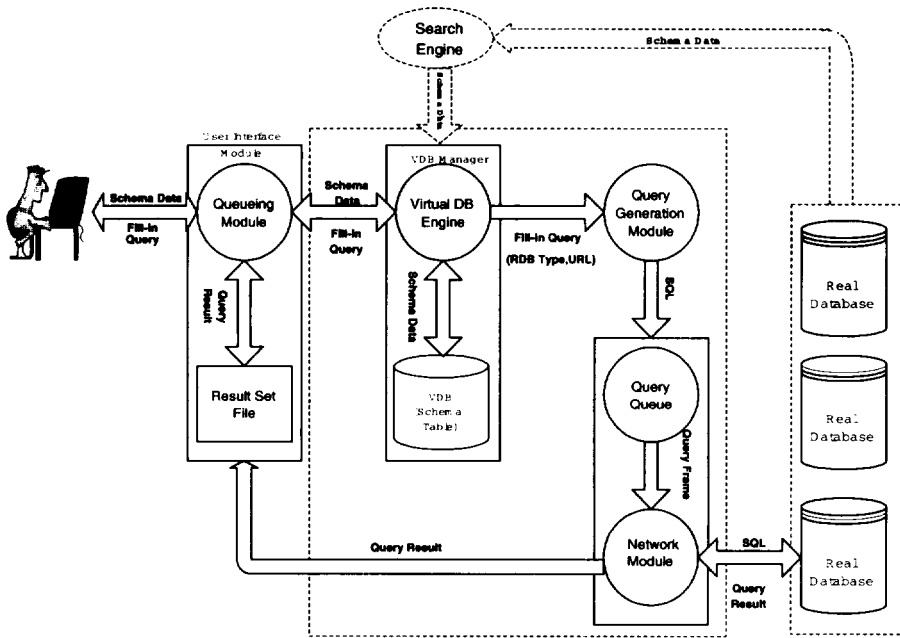 Search
Engine
Schema Data
Schema Data
User Interface
Module
VDB Manager
Queueing
Module
Schema Data
Fill-in
Query
Schema
Data
Fill-in
Query
Virtual DB
Engine
Fill-in Query
(RDB Type,URL)
Query
Generation
Module
Query
Result
Schema Data
SQL
Result Set
File
VDB
(Schema
Table)
Query
Queue
Query Frame
Network
Module
Query Result
SQL
Query
Result
Real
Database
Real
Database
Real
Database